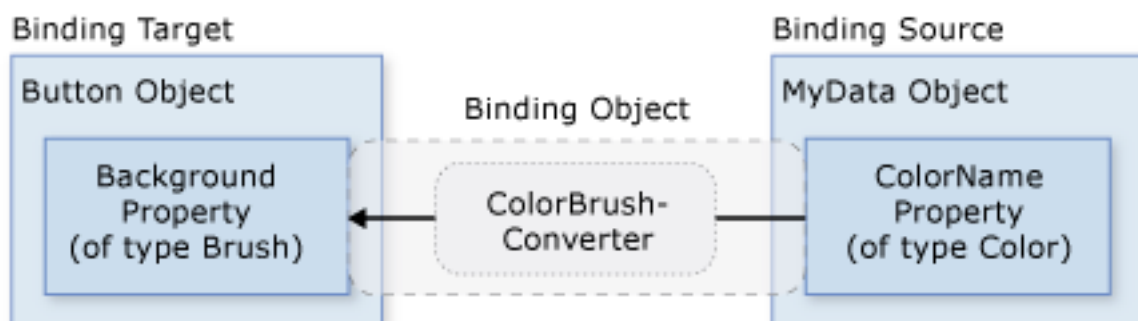 Binding Target
Button Object
Background
Property
(of type Brush)
Binding Object
ColorBrush-
Converter
Binding Source
MyData Object
ColorName
Property
(of type Color)